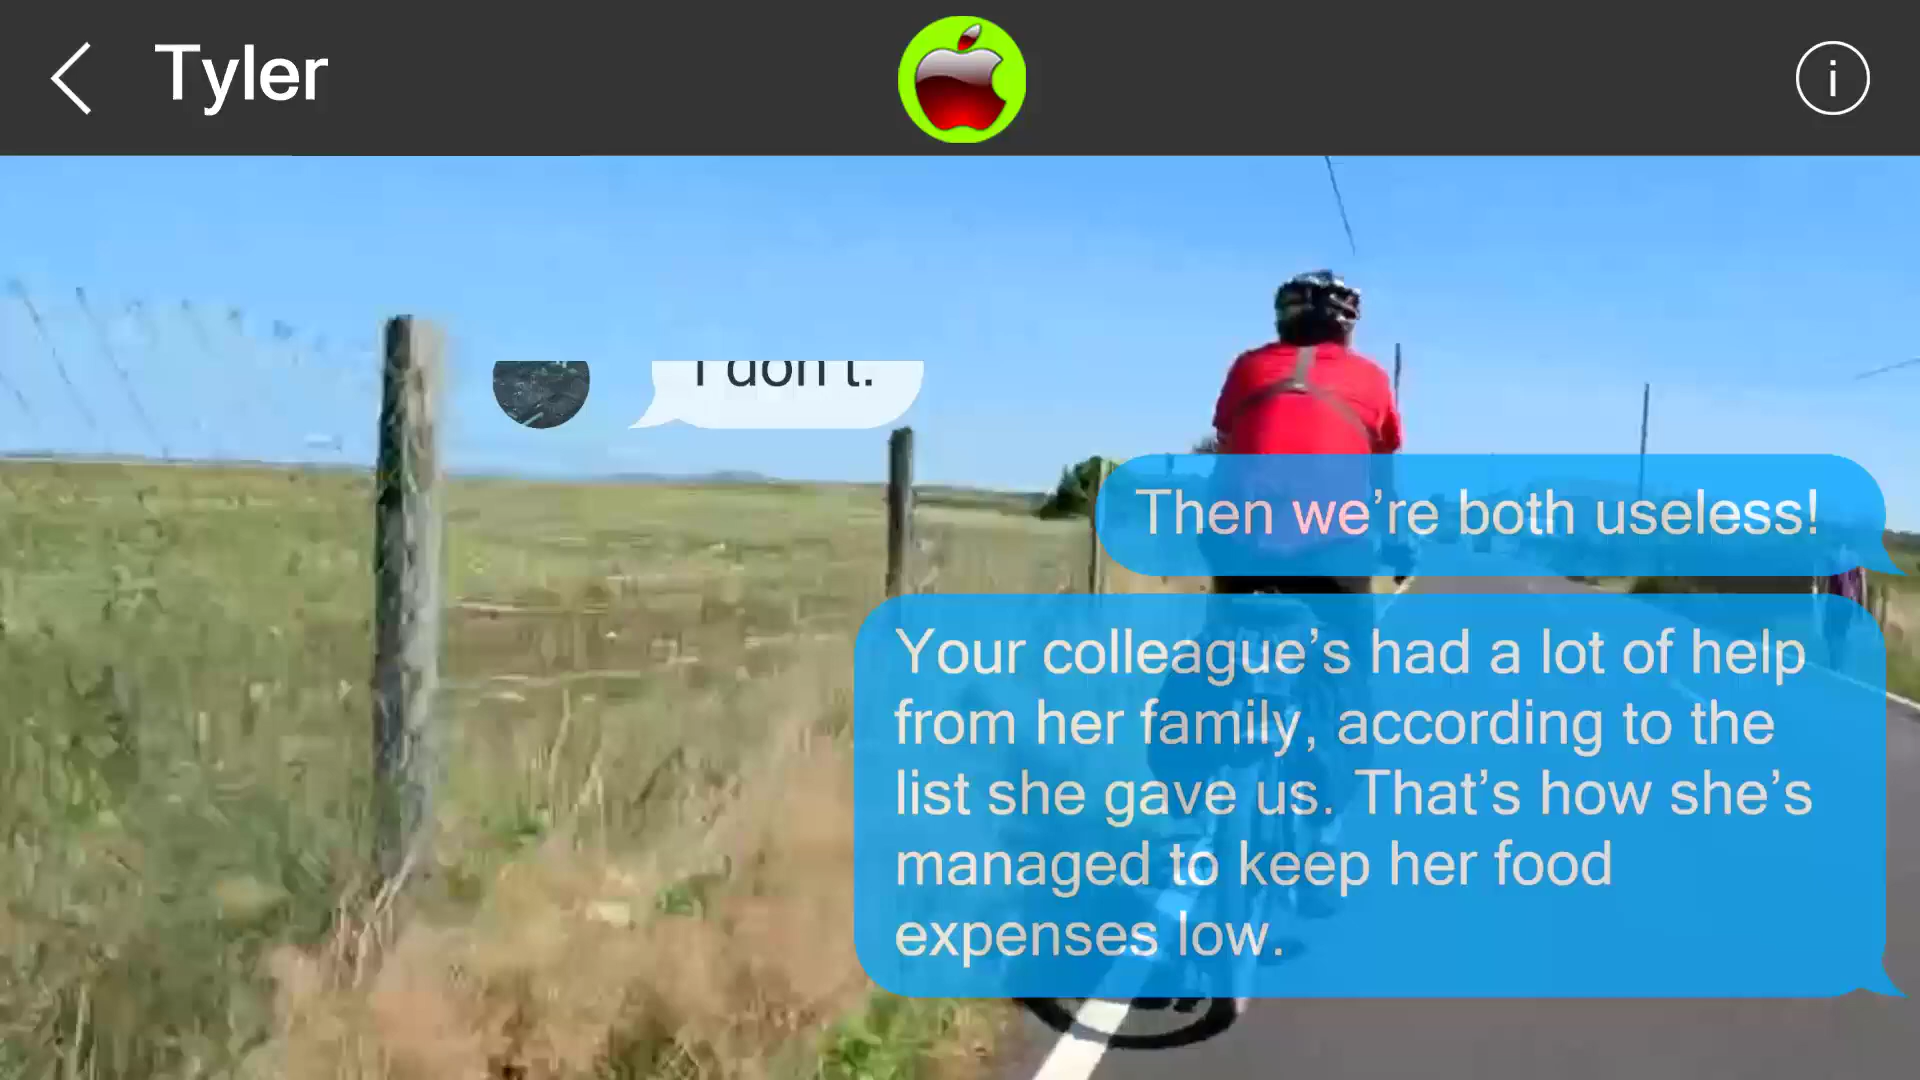 Tyler
I don't.
Then we’re both useless!
Your colleague’s had a lot of help
from her family, according to the
list she gave us. That’s how she’s
managed to keep her food
expenses low.